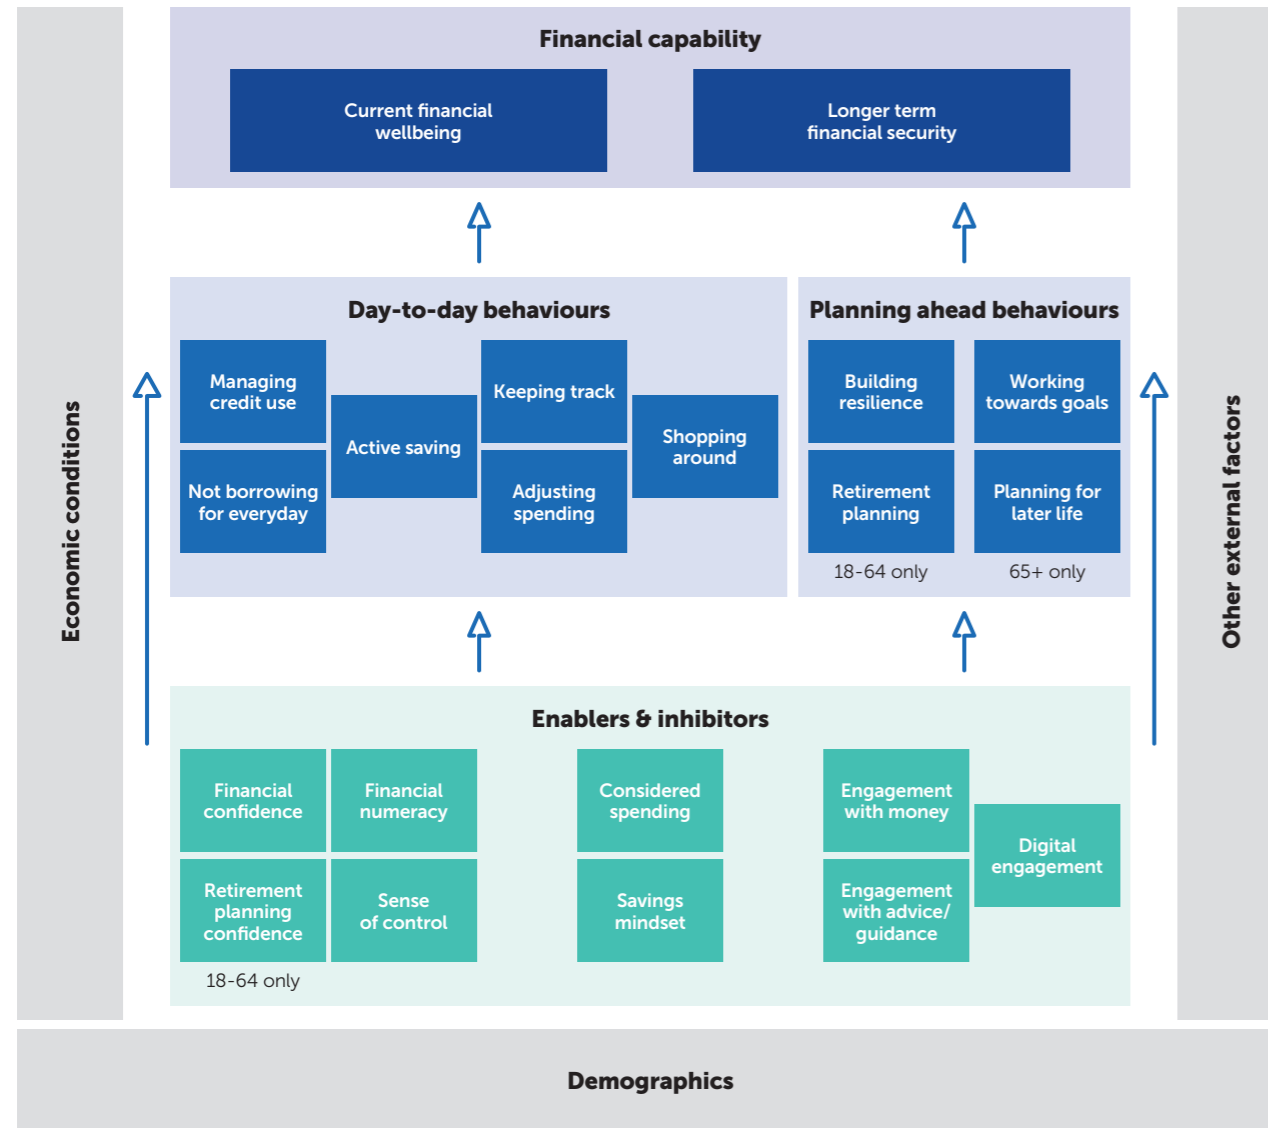 Financial capability
Current financial
wellbeing
Longer term
financial security
Day-to-day behaviours
Managing
credit use
Not borrowing
for everyday
Active saving
Keeping track
Adjusting
spending
Shopping
around
Planning ahead behaviours
Building
resilience
Working
towards goals
Retirement
planning
Planning for
later life
18-64 only
65+ only
Economic conditions
Other external factors
Enablers & inhibitors
Financial
confidence
Financial
numeracy
Retirement
planning
confidence
Sense
of control
18-64 only
Considered
spending
Savings
mindset
Engagement
with money
Engagement
with advice/
guidance
Digital
engagement
Demographics